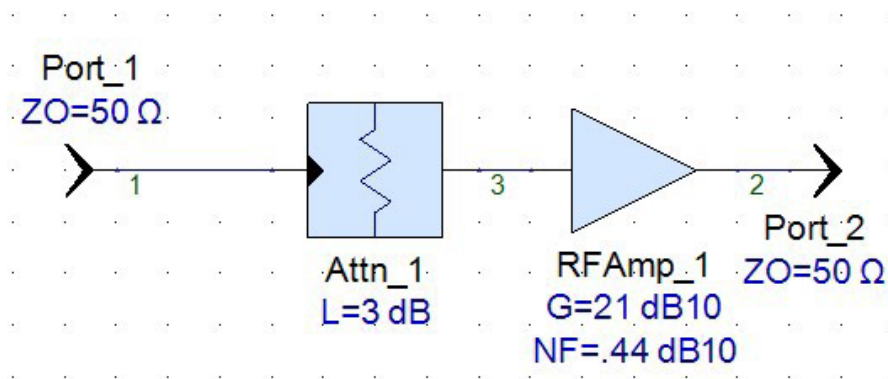 Port_1
ZO=50 Ω
1
3
2
Attn_1
L=3 dB
RFAmp_1
G=21 dB10
NF=.44 dB10
Port_2
ZO=50 Ω